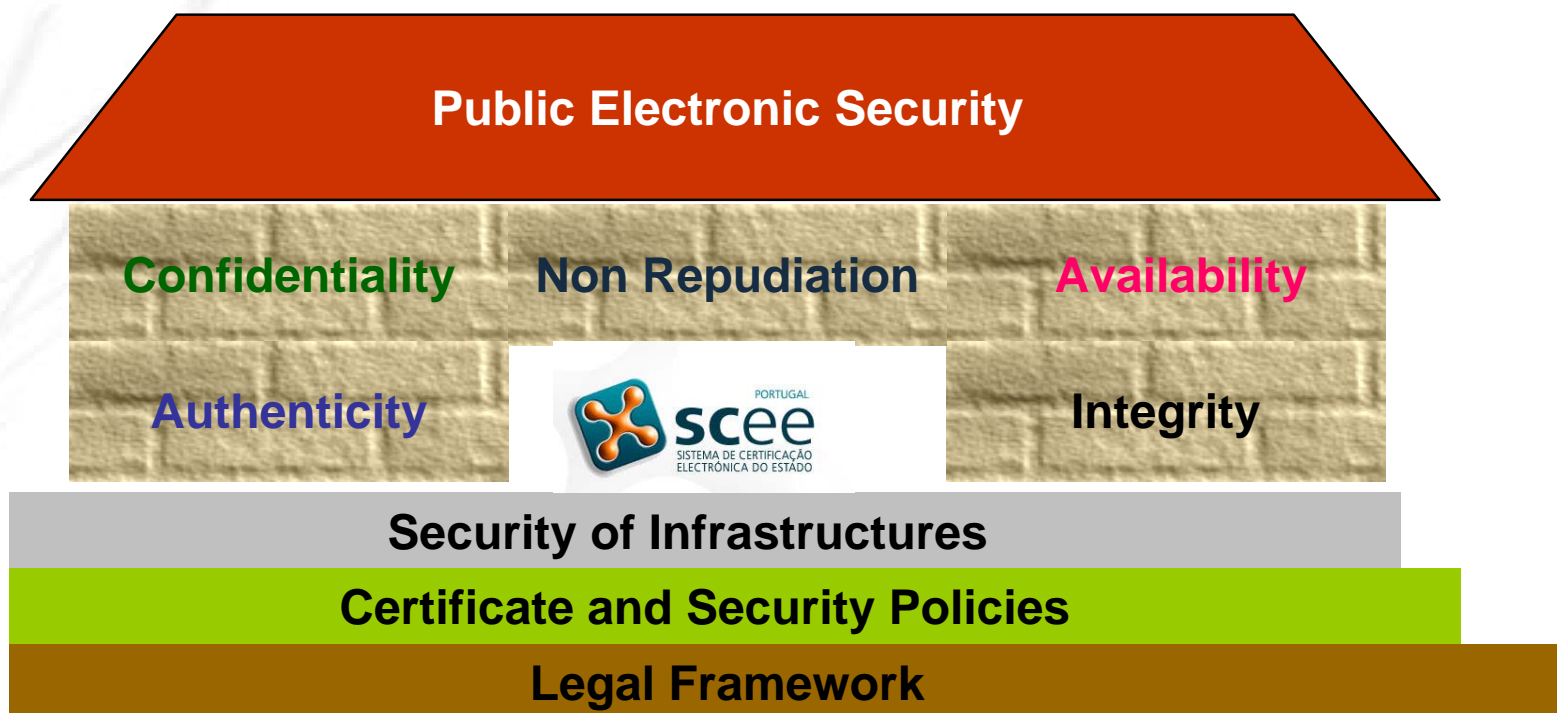 Public Electronic Security
Confidentiality
Non Repudiation
Availability
Authenticity
PORTUGAL
scee
SISTEMA DE CERTIFICAÇÃO
ELECTRÓNICA DO ESTADO
Integrity
Security of Infrastructures
Certificate and Security Policies
Legal Framework